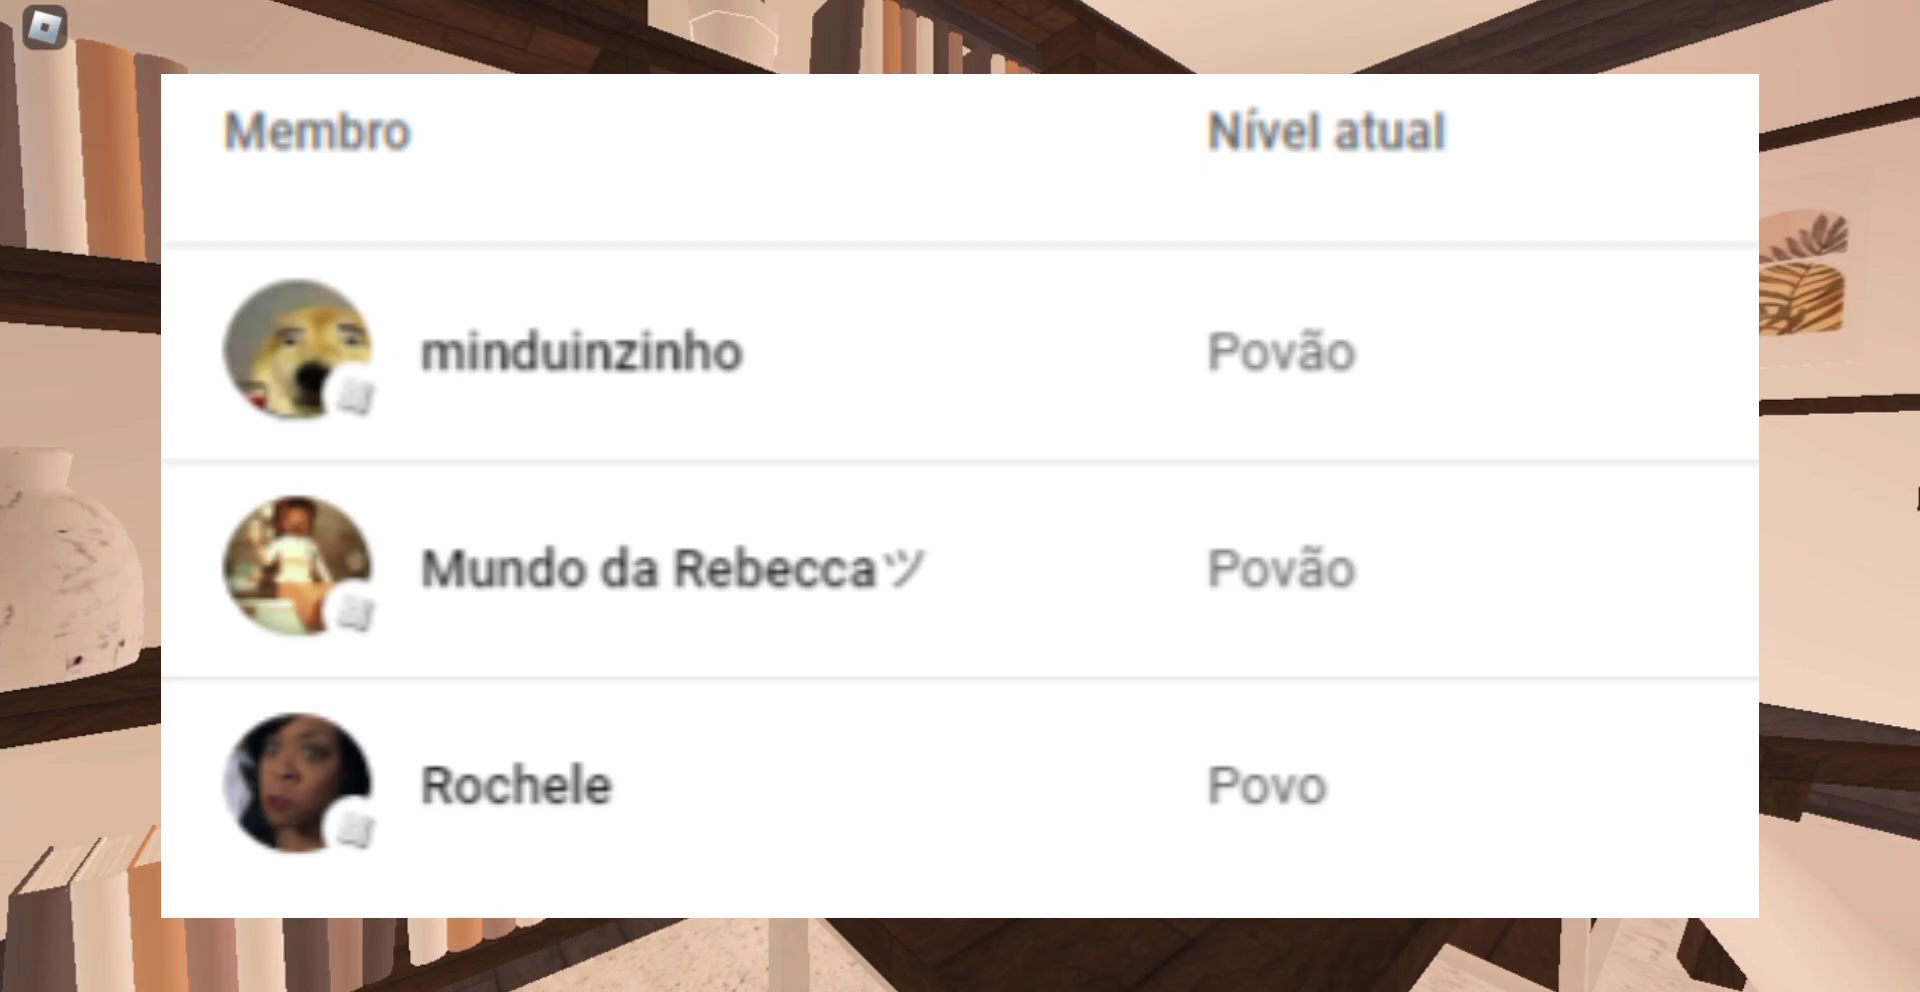 Membro Nível atual
minduinzinho Povão
Mundo da Rebeccaツ Povão
Rochele Povo